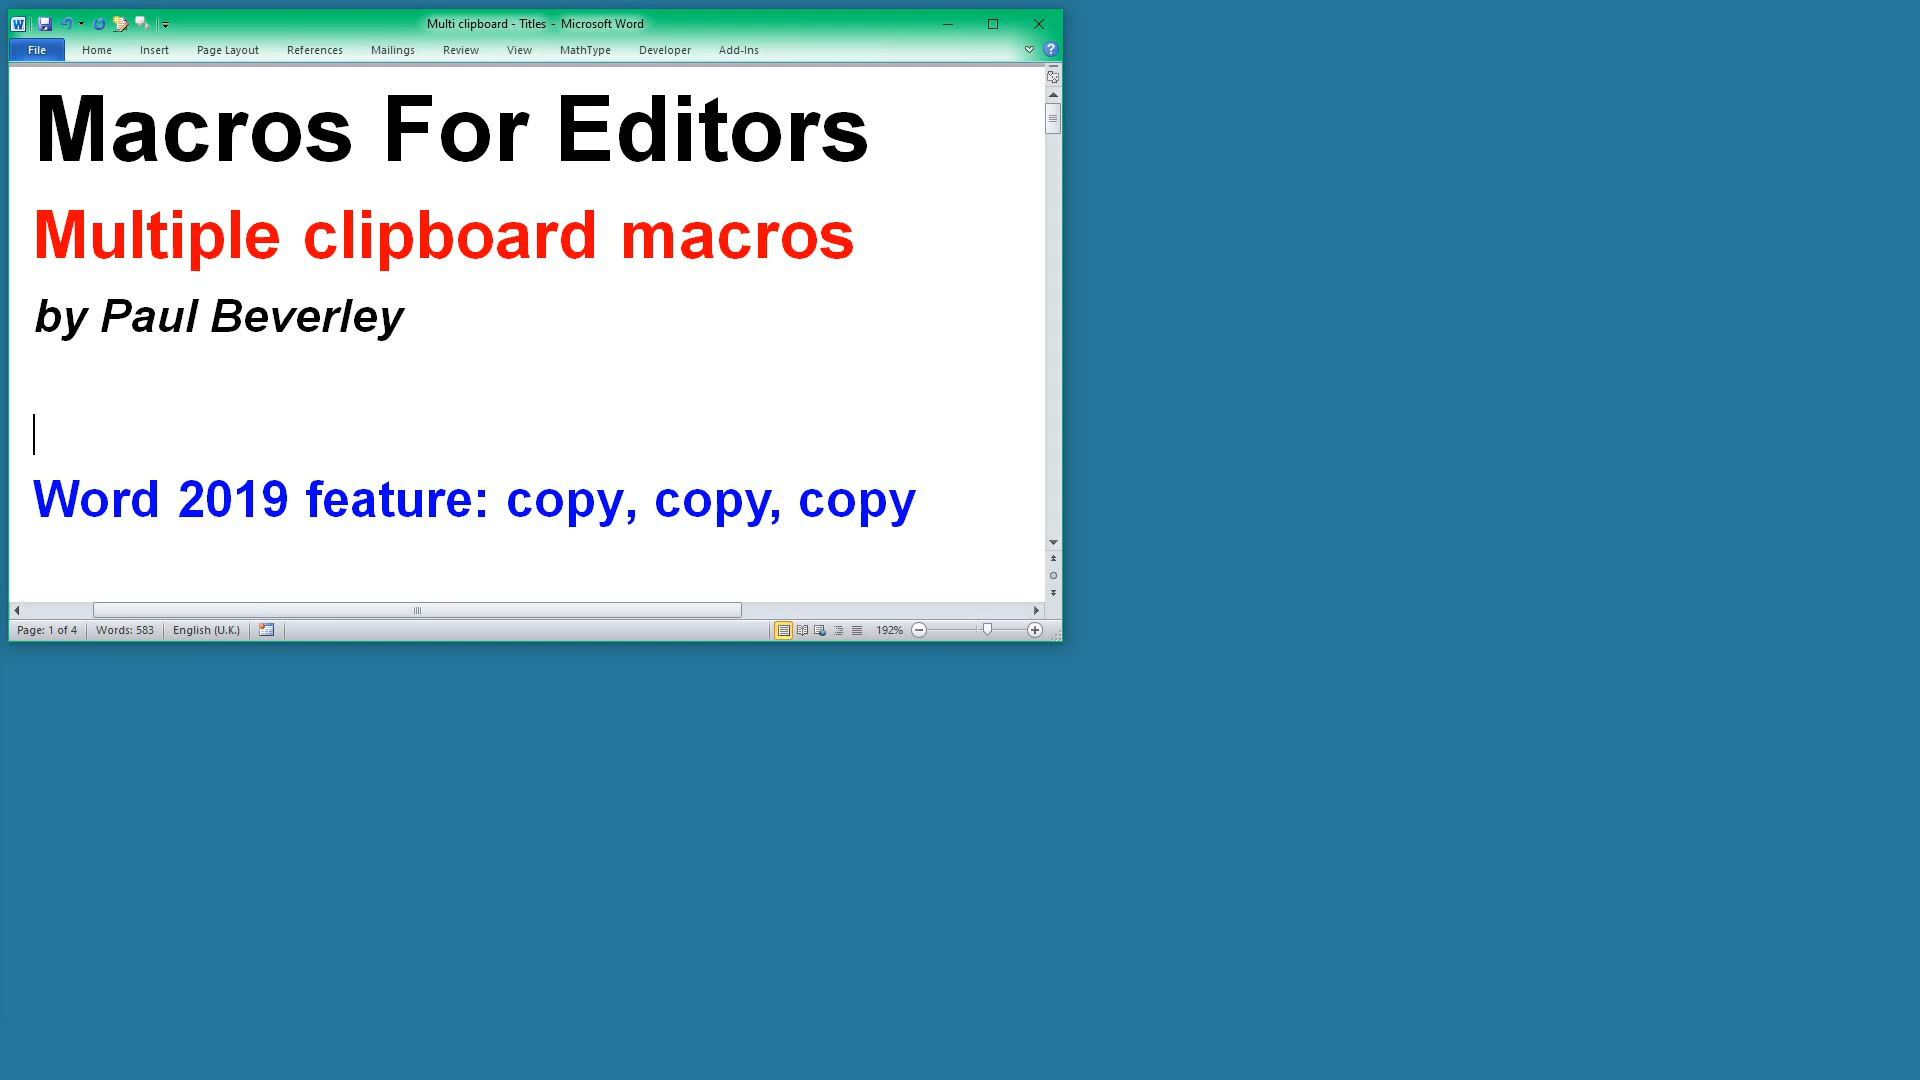 Multi clipboard - Titles - Microsoft Word
File Home Insert Page Layout References Mailings Review View MathType Developer Add-Ins
Macros For Editors
Multiple clipboard macros
by Paul Beverley
Word 2019 feature: copy, copy, copy
Page: 1 of 4 Words: 583 English (U.K.) 192%